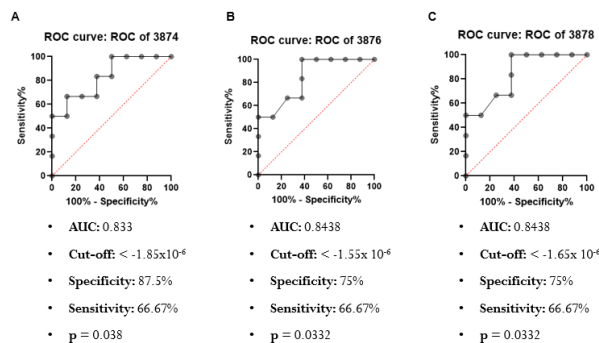 A
ROC curve: ROC of 3874
100
80
60
40
20
0
Sensitivity%
0 20 40 60 80 100
100% - Specificity%
• AUC: 0.833
• Cut-off: < -1.85x10⁻⁶
• Specificity: 87.5%
• Sensitivity: 66.67%
• p = 0.038
B
ROC curve: ROC of 3876
100
80
60
40
20
0
Sensitivity%
0 20 40 60 80 100
100% - Specificity%
• AUC: 0.8438
• Cut-off: < -1.55x 10⁻⁶
• Specificity: 75%
• Sensitivity: 66.67%
• p = 0.0332
C
ROC curve: ROC of 3878
100
80
60
40
20
0
Sensitivity%
0 20 40 60 80 100
100% - Specificity%
• AUC: 0.8438
• Cut-off: < -1.65x 10⁻⁶
• Specificity: 75%
• Sensitivity: 66.67%
• p = 0.0332